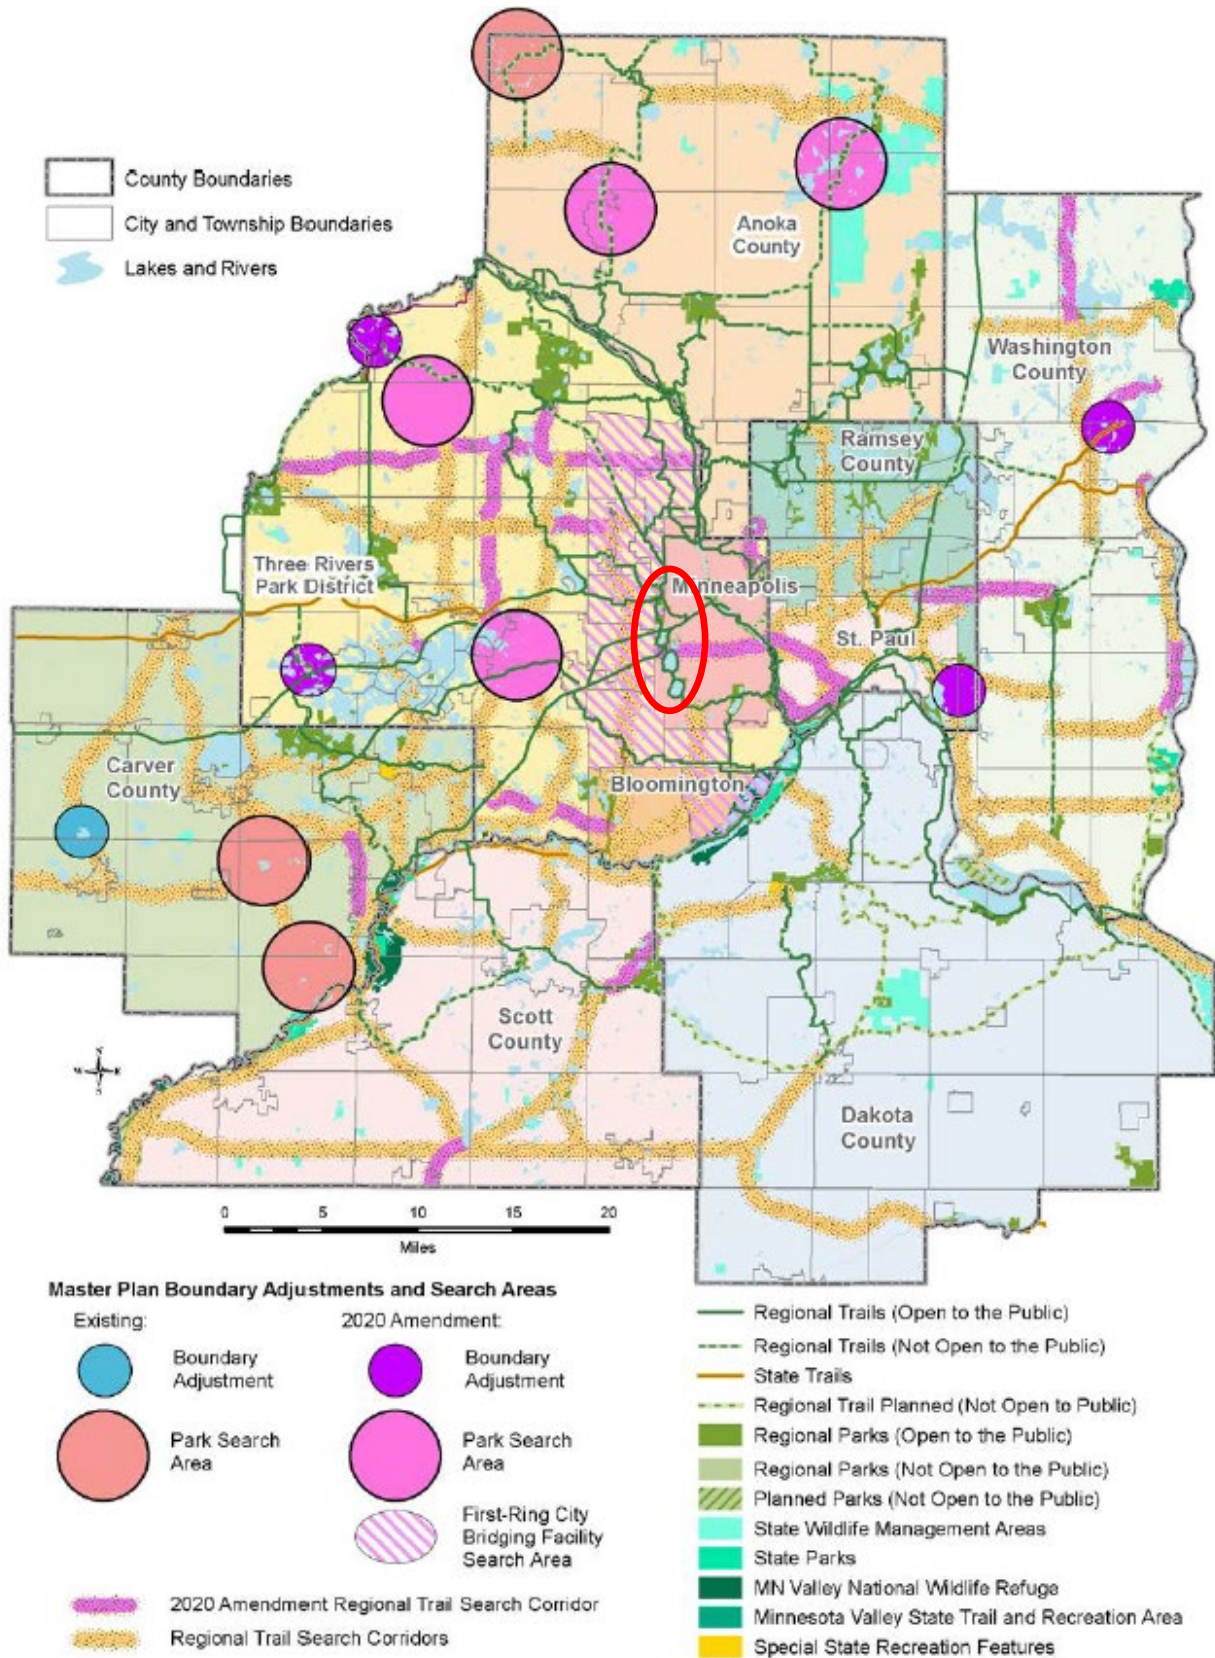 County Boundaries
City and Township Boundaries
Lakes and Rivers
Anoka
County
Washington
County
Ramsey
County
Three Rivers
Park District
Minneapolis
St. Paul
Carver
County
Bloomington
Scott
County
Dakota
County
0 5 10 15 20
Miles
Master Plan Boundary Adjustments and Search Areas
Existing:
Boundary
Adjustment
Park Search
Area
2020 Amendment:
Boundary
Adjustment
Park Search
Area
First-Ring City
Bridging Facility
Search Area
2020 Amendment Regional Trail Search Corridor
Regional Trail Search Corridors
Regional Trails (Open to the Public)
Regional Trails (Not Open to the Public)
State Trails
Regional Trail Planned (Not Open to Public)
Regional Parks (Open to the Public)
Regional Parks (Not Open to the Public)
Planned Parks (Not Open to the Public)
State Wildlife Management Areas
State Parks
MN Valley National Wildlife Refuge
Minnesota Valley State Trail and Recreation Area
Special State Recreation Features